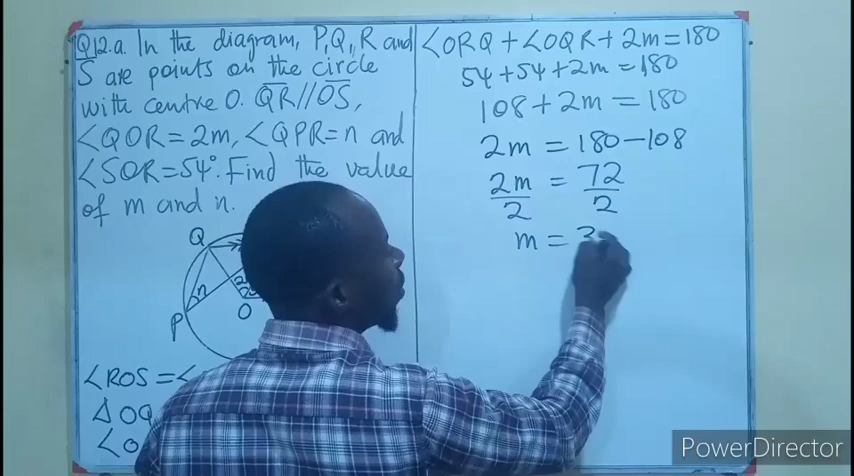 Q12.a. In the diagram, P,Q,R and
S are points on the circle
with centre O. QR//OS,
∠QOR=2m, ∠QPR=n and
∠SOR=54°. Find the value
of m and n.
Q
n
P
O
∠ROS=∠
△OQ
∠O
∠ORQ+∠OQR+2m=180
54+54+2m=180
108+2m=180
2m=180-108
2m/2=72/2
m=3
PowerDirector